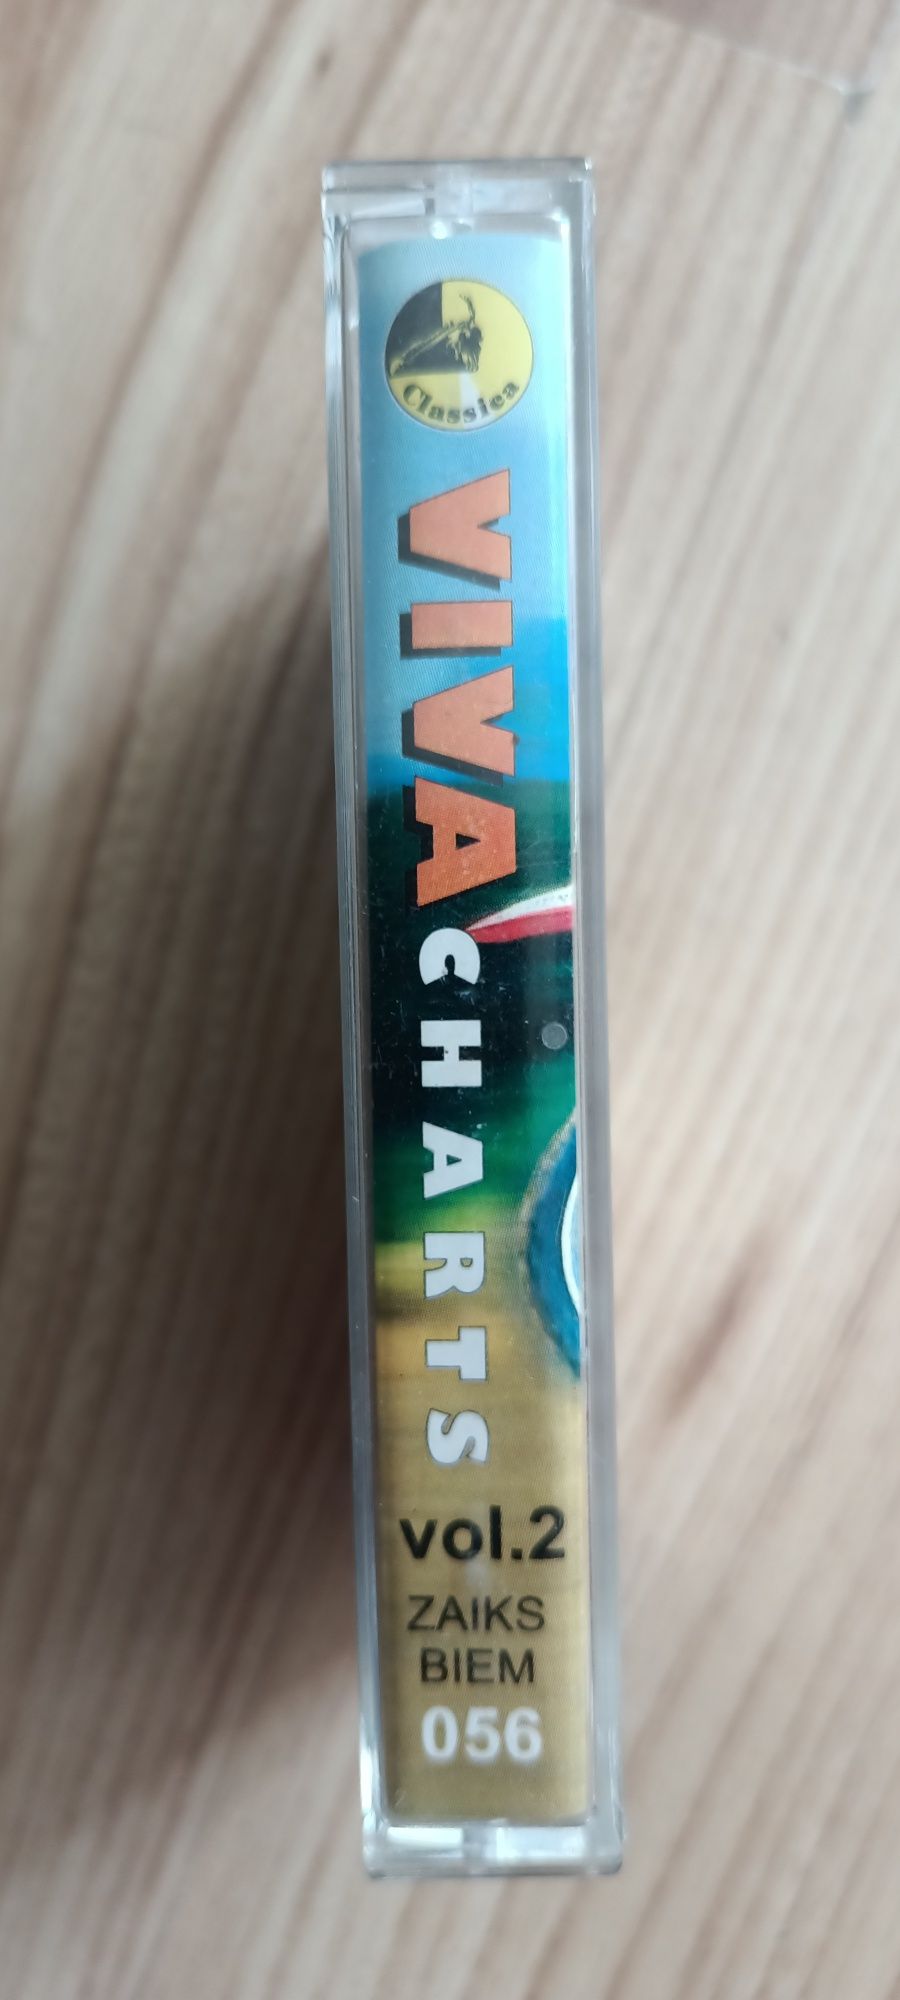 Classica
VIVA CHARTS
vol.2
ZAIKS
BIEM
056